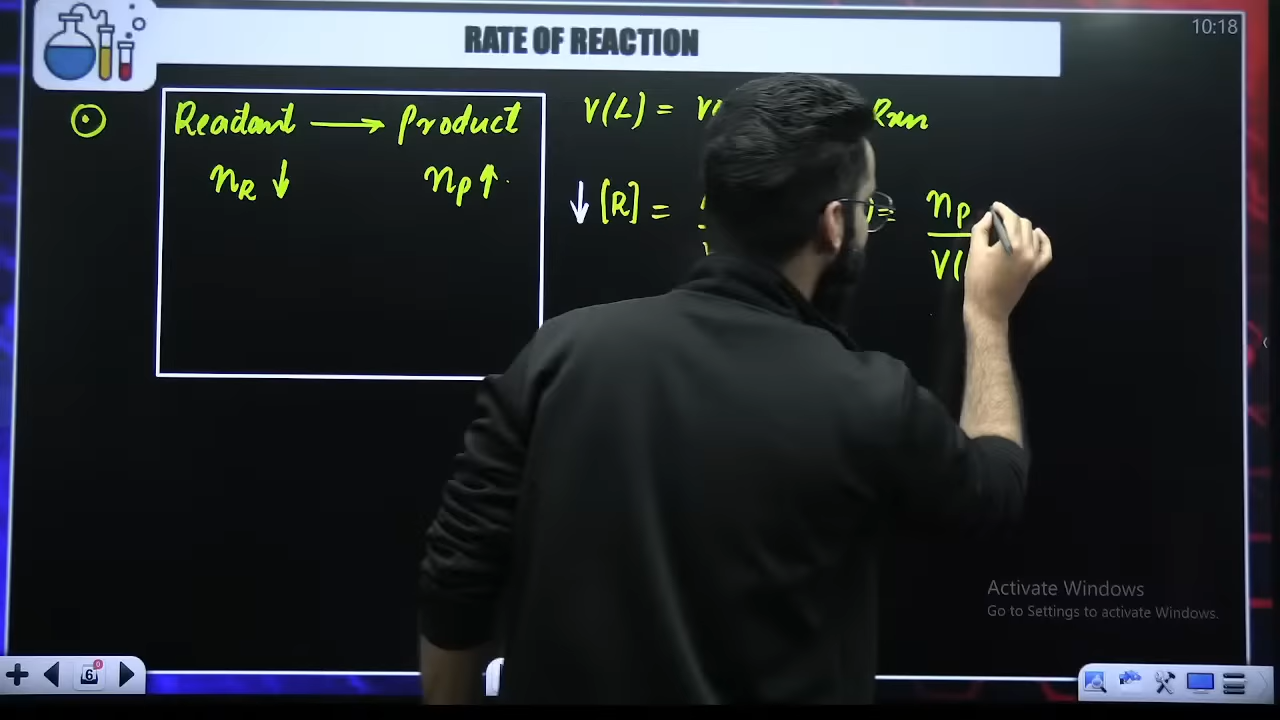 RATE OF REACTION
10:18
Reactant → Product
n_R ↓ n_P ↑
V(L) = Rxn
↓ [R] =
= n_P
V(
Activate Windows
Go to Settings to activate Windows.
6